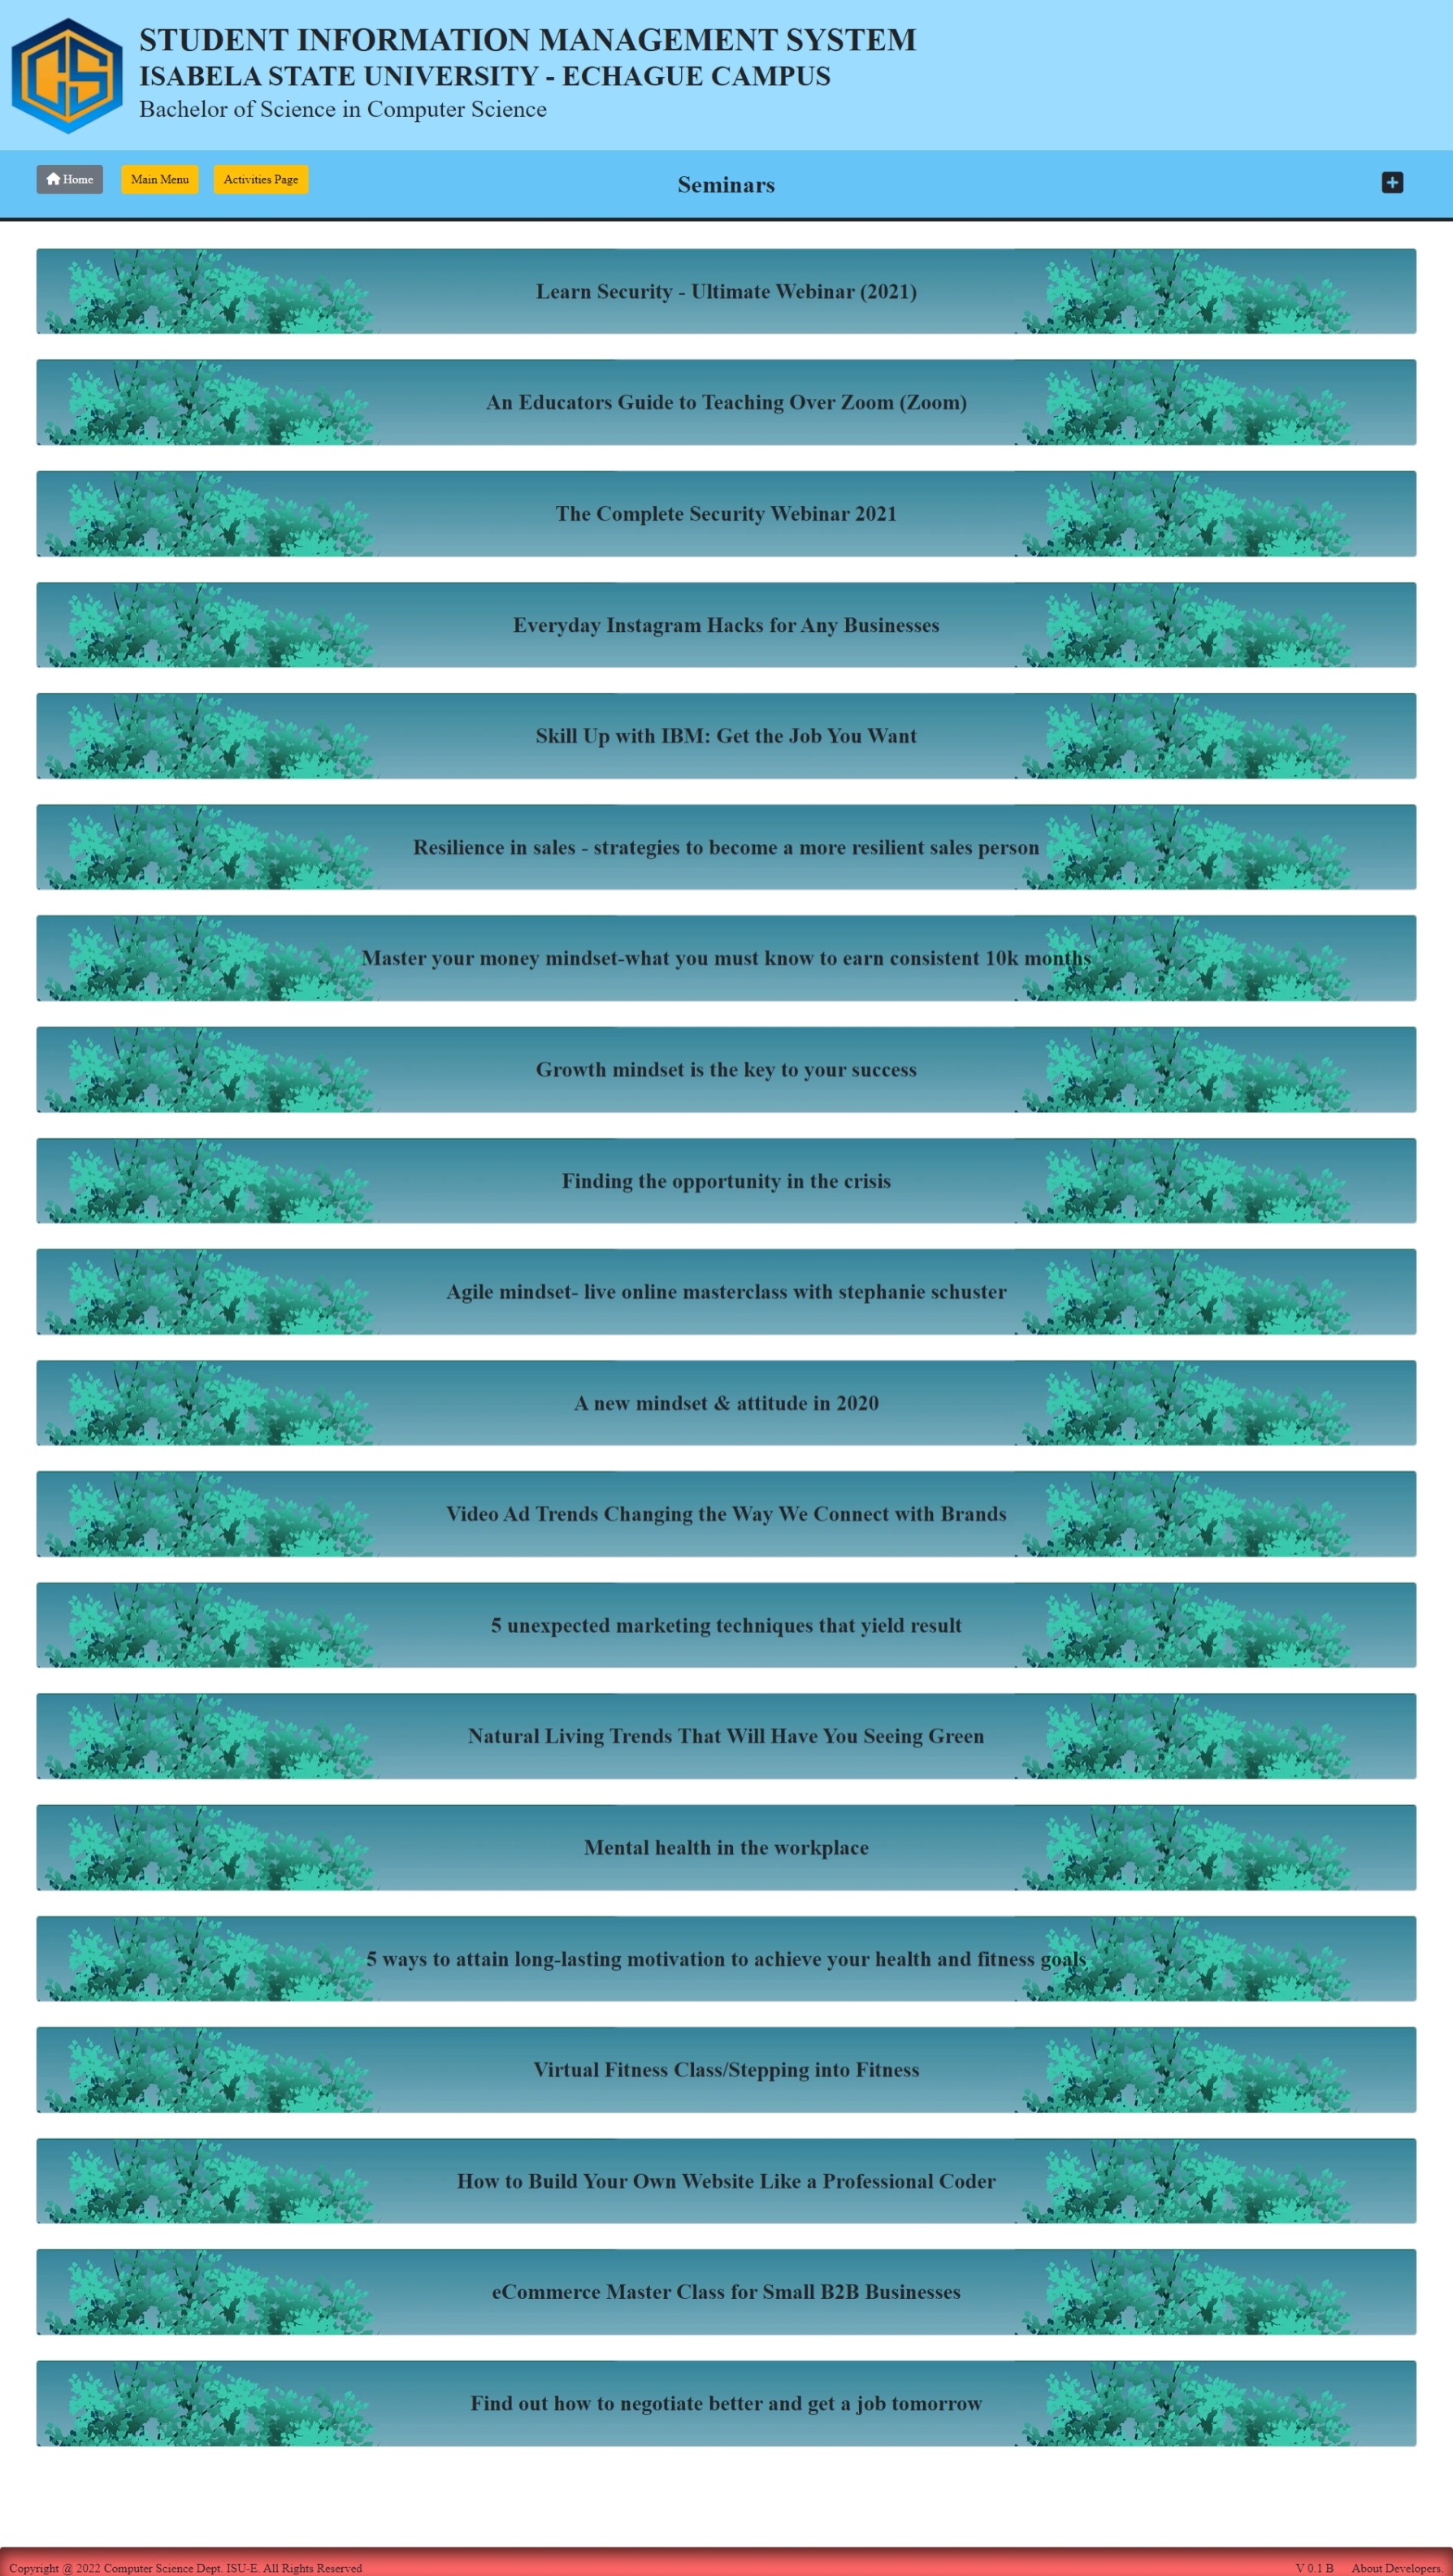 CS
STUDENT INFORMATION MANAGEMENT SYSTEM
ISABELA STATE UNIVERSITY - ECHAGUE CAMPUS
Bachelor of Science in Computer Science
Home Main Menu Activities Page Seminars
Learn Security - Ultimate Webinar (2021)
An Educators Guide to Teaching Over Zoom (Zoom)
The Complete Security Webinar 2021
Everyday Instagram Hacks for Any Businesses
Skill Up with IBM: Get the Job You Want
Resilience in sales - strategies to become a more resilient sales person
Master your money mindset-what you must know to earn consistent 10k months
Growth mindset is the key to your success
Finding the opportunity in the crisis
Agile mindset- live online masterclass with stephanie schuster
A new mindset & attitude in 2020
Video Ad Trends Changing the Way We Connect with Brands
5 unexpected marketing techniques that yield result
Natural Living Trends That Will Have You Seeing Green
Mental health in the workplace
5 ways to attain long-lasting motivation to achieve your health and fitness goals
Virtual Fitness Class/Stepping into Fitness
How to Build Your Own Website Like a Professional Coder
eCommerce Master Class for Small B2B Businesses
Find out how to negotiate better and get a job tomorrow
Copyright @ 2022 Computer Science Dept. ISU-E. All Rights Reserved V 0.1 B About Developers.